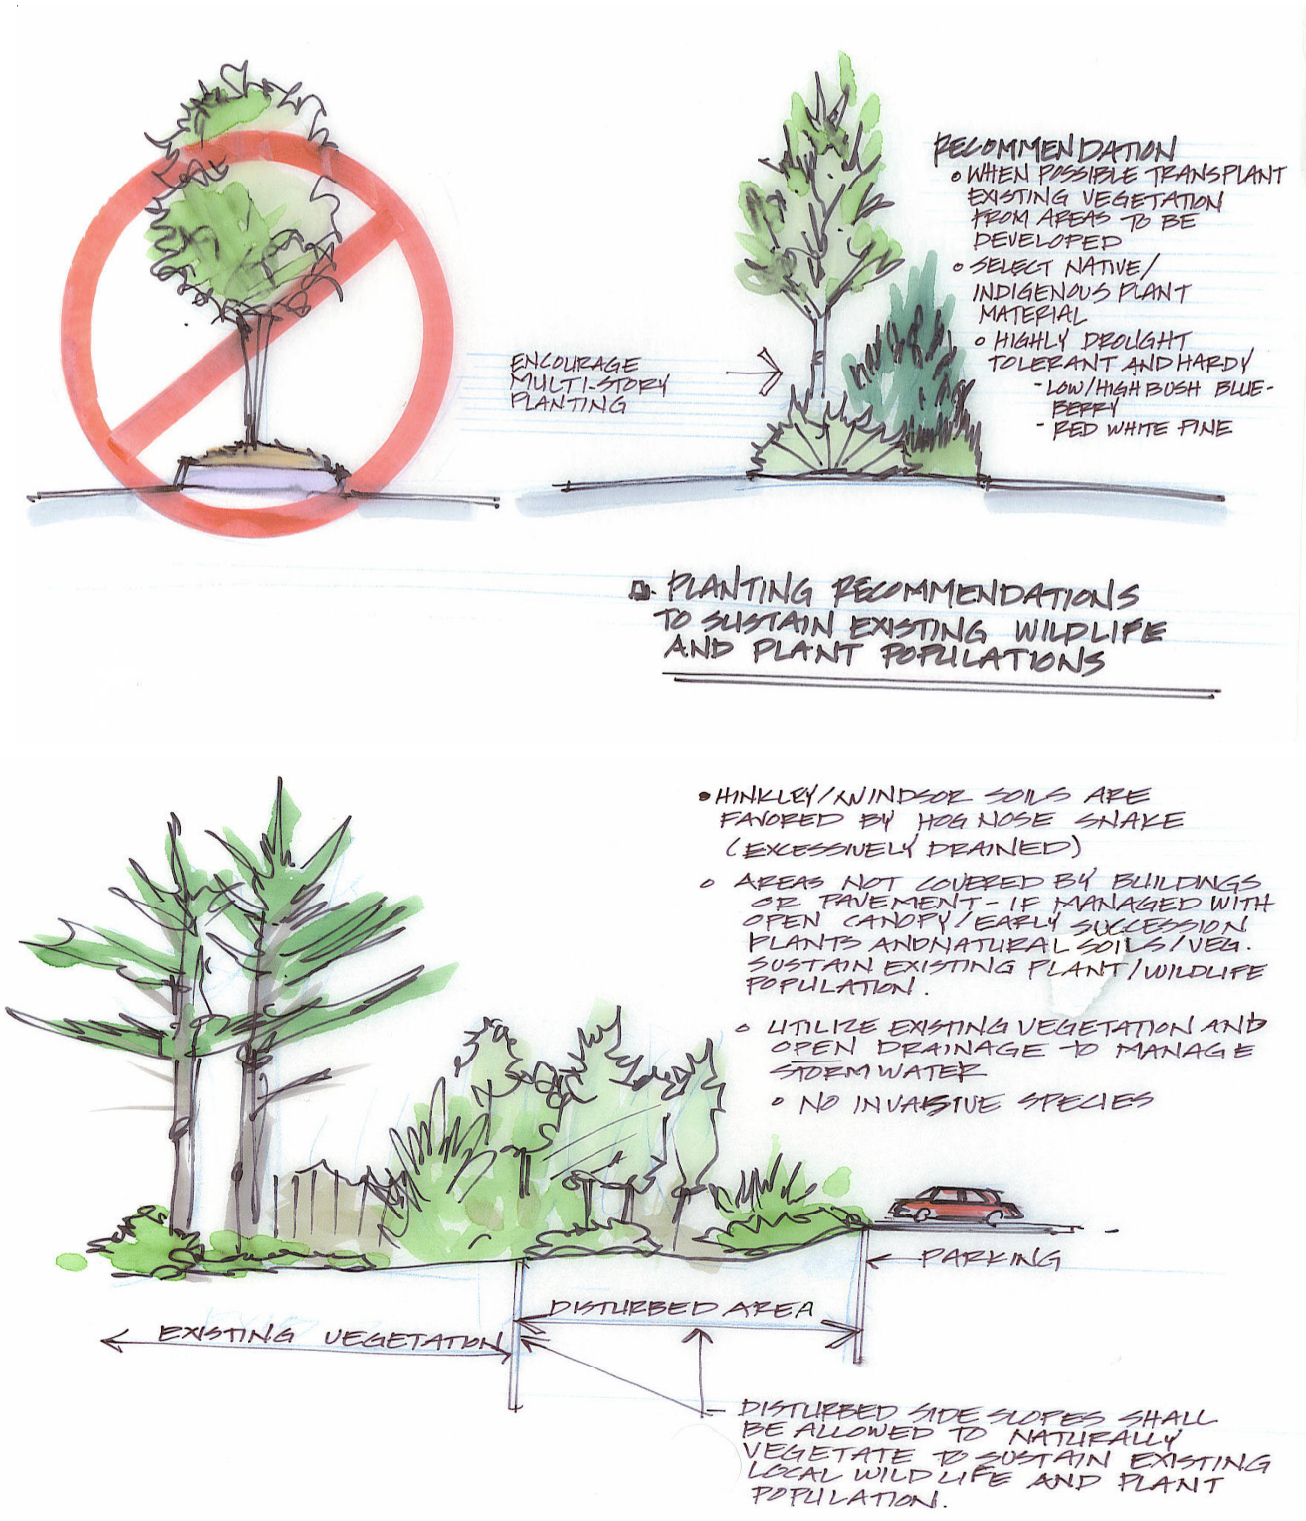 RECOMMENDATION
• WHEN POSSIBLE TRANSPLANT
EXISTING VEGETATION
FROM AREAS TO BE
DEVELOPED
• SELECT NATIVE/
INDIGENOUS PLANT
MATERIAL
• HIGHLY DROUGHT
TOLERANT AND HARDY
- LOW/HIGH BUSH BLUE-
BERRY
- RED WHITE PINE
ENCOURAGE
MULTI-STORY
PLANTING
PLANTING RECOMMENDATIONS
TO SUSTAIN EXISTING WILDLIFE
AND PLANT POPULATIONS
• HINKLEY/WINDSOR SOILS ARE
FAVORED BY HOG NOSE SNAKE
(EXCESSIVELY DRAINED)
• AREAS NOT COVERED BY BUILDINGS
OR PAVEMENT - IF MANAGED WITH
OPEN CANOPY/EARLY SUCCESSION
PLANTS AND NATURAL SOILS/VEG.
SUSTAIN EXISTING PLANT/WILDLIFE
POPULATION.
• UTILIZE EXISTING VEGETATION AND
OPEN DRAINAGE TO MANAGE
STORMWATER
• NO INVASIVE SPECIES
PARKING
DISTURBED AREA
EXISTING VEGETATION
DISTURBED SIDE SLOPES SHALL
BE ALLOWED TO NATURALLY
VEGETATE TO SUSTAIN EXISTING
LOCAL WILDLIFE AND PLANT
POPULATION.